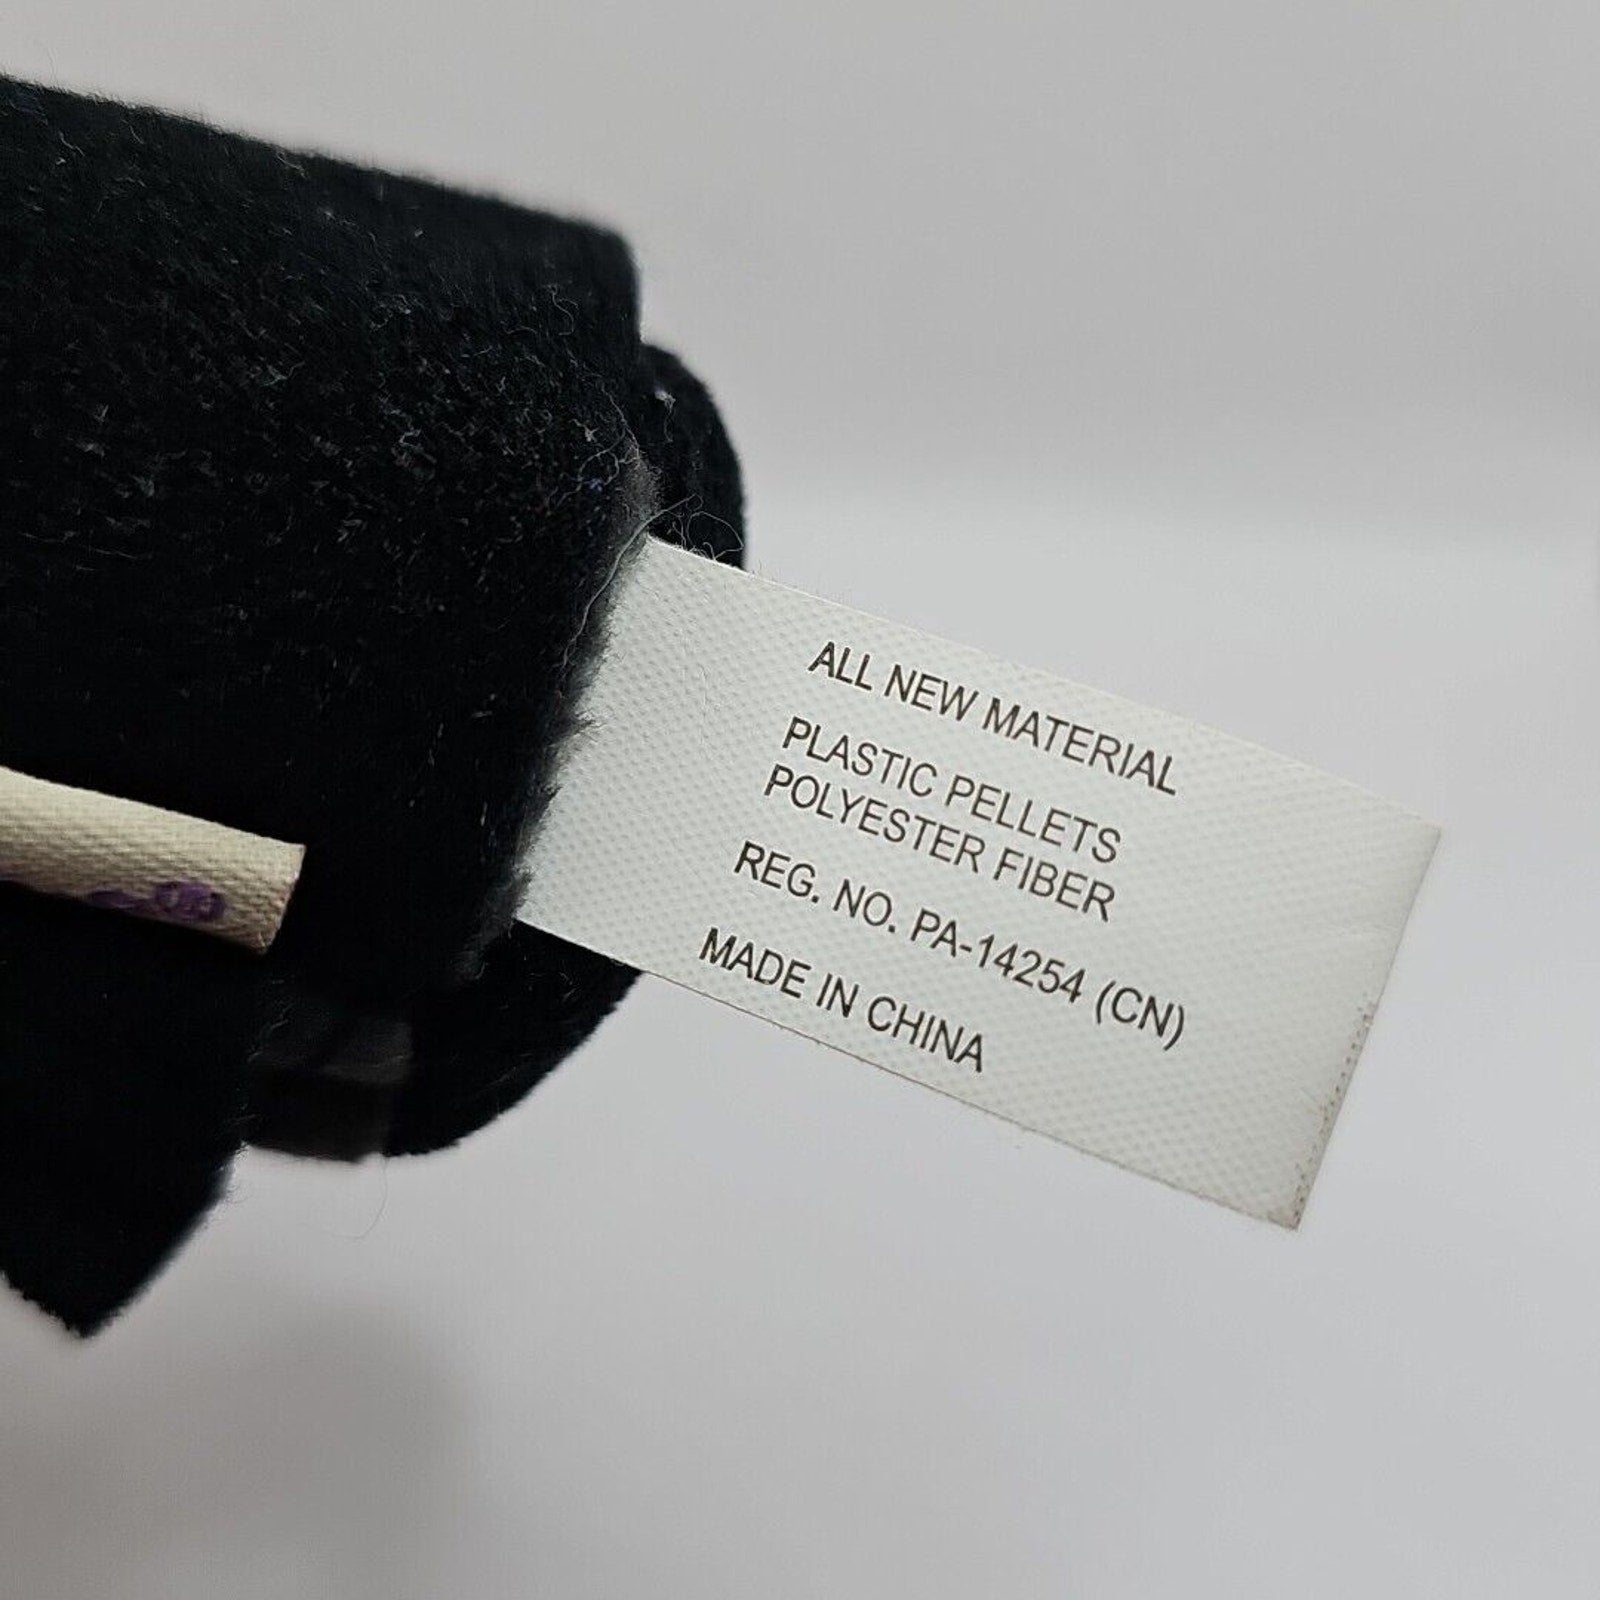 ALL NEW MATERIAL
PLASTIC PELLETS
POLYESTER FIBER
REG. NO. PA-14254 (CN)
MADE IN CHINA